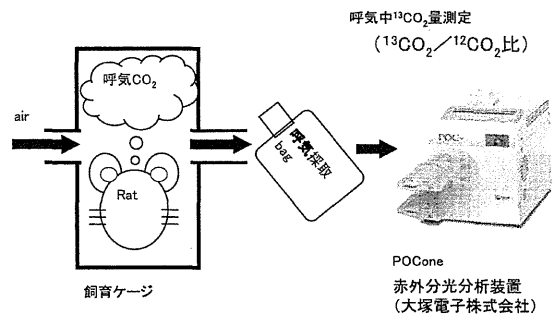 呼気中¹³CO₂量測定
(¹³CO₂/¹²CO₂比)
呼気CO₂
air
呼気採取
bag
Rat
POC
POCone
飼育ケージ
赤外分光分析装置
(大塚電子株式会社)